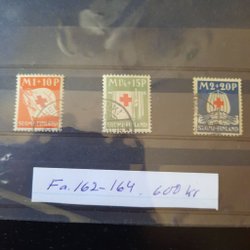 M1+10P
M1½+15P
M2+20P
SUOMI-FINLAND
SUOMI-FINLAND
SUOMI-FINLAND
Fa. 162-164. 600 kr